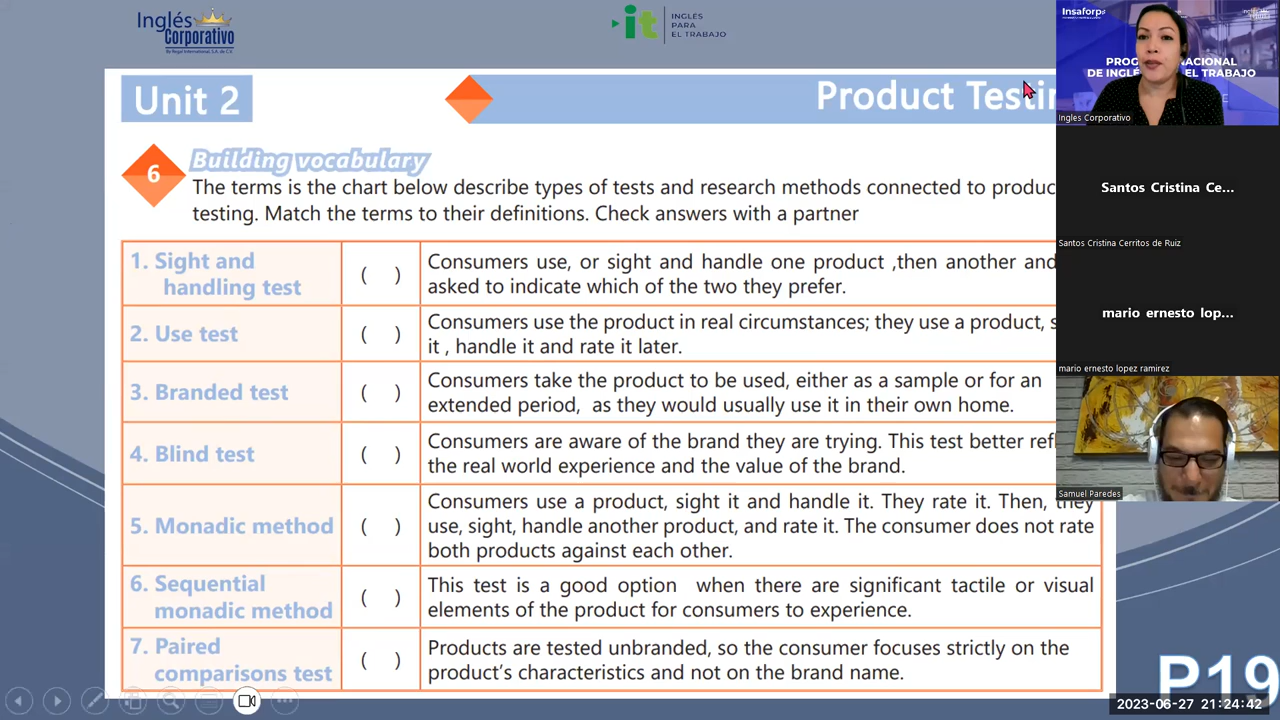 Inglés
Corporativo
By Regal International, S.A. de C.V.
it
INGLÉS
PARA
EL TRABAJO
Unit 2
Product Testin
6
Building vocabulary
The terms is the chart below describe types of tests and research methods connected to produc
testing. Match the terms to their definitions. Check answers with a partner
1. Sight and
handling test
( )
Consumers use, or sight and handle one product ,then another and
asked to indicate which of the two they prefer.
2. Use test
( )
Consumers use the product in real circumstances; they use a product, s
it , handle it and rate it later.
3. Branded test
( )
Consumers take the product to be used, either as a sample or for an
extended period, as they would usually use it in their own home.
4. Blind test
( )
Consumers are aware of the brand they are trying. This test better ref
the real world experience and the value of the brand.
5. Monadic method
( )
Consumers use a product, sight it and handle it. They rate it. Then, they
use, sight, handle another product, and rate it. The consumer does not rate
both products against each other.
6. Sequential
monadic method
( )
This test is a good option when there are significant tactile or visual
elements of the product for consumers to experience.
7. Paired
comparisons test
( )
Products are tested unbranded, so the consumer focuses strictly on the
product's characteristics and not on the brand name.
P19
Insaforp
PROG NACIONAL
DE INGLÉ EL TRABAJO
Ingles Corporativo
Santos Cristina Ce...
Santos Cristina Cerritos de Ruiz
mario ernesto lop...
mario ernesto lopez ramirez
Samuel Paredes
2023-06-27 21:24:42